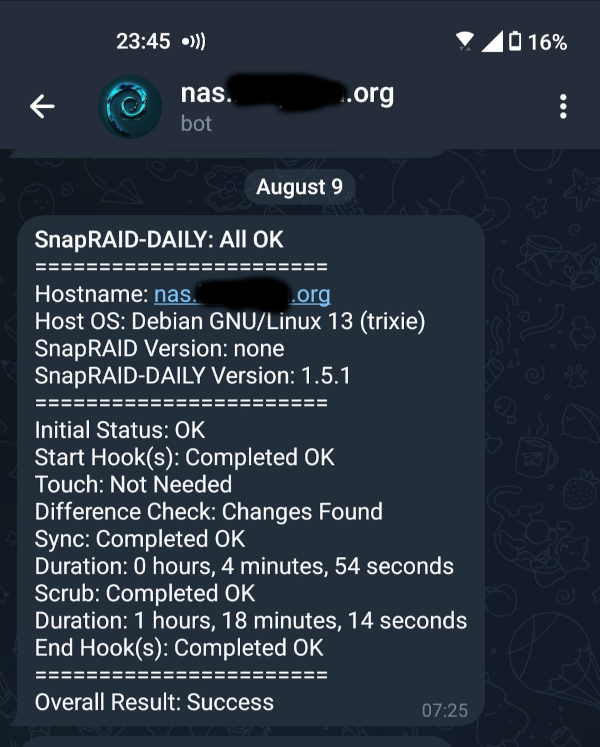 23:45
16%
nas. .org
bot
August 9
SnapRAID-DAILY: All OK
=======================
Hostname: nas. .org
Host OS: Debian GNU/Linux 13 (trixie)
SnapRAID Version: none
SnapRAID-DAILY Version: 1.5.1
=======================
Initial Status: OK
Start Hook(s): Completed OK
Touch: Not Needed
Difference Check: Changes Found
Sync: Completed OK
Duration: 0 hours, 4 minutes, 54 seconds
Scrub: Completed OK
Duration: 1 hours, 18 minutes, 14 seconds
End Hook(s): Completed OK
=======================
Overall Result: Success
07:25